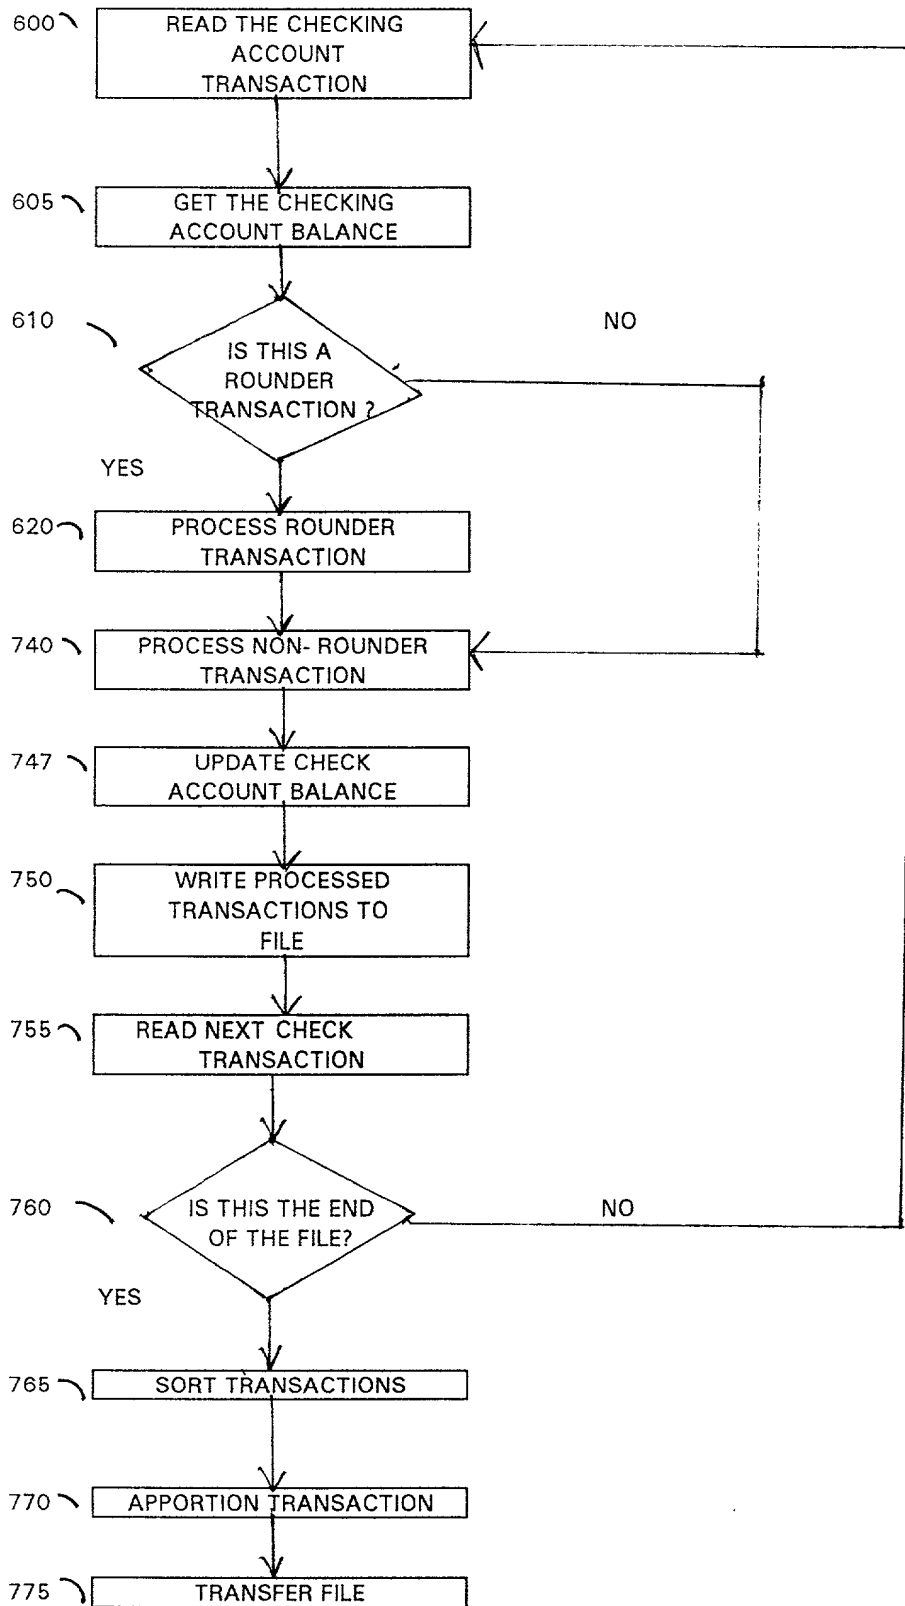 600
READ THE CHECKING
ACCOUNT
TRANSACTION
605
GET THE CHECKING
ACCOUNT BALANCE
610
NO
IS THIS A
ROUNDER
TRANSACTION ?
YES
620
PROCESS ROUNDER
TRANSACTION
740
PROCESS NON- ROUNDER
TRANSACTION
747
UPDATE CHECK
ACCOUNT BALANCE
750
WRITE PROCESSED
TRANSACTIONS TO
FILE
755
READ NEXT CHECK
TRANSACTION
760
IS THIS THE END
OF THE FILE?
NO
YES
765
SORT TRANSACTIONS
770
APPORTION TRANSACTION
775
TRANSFER FILE